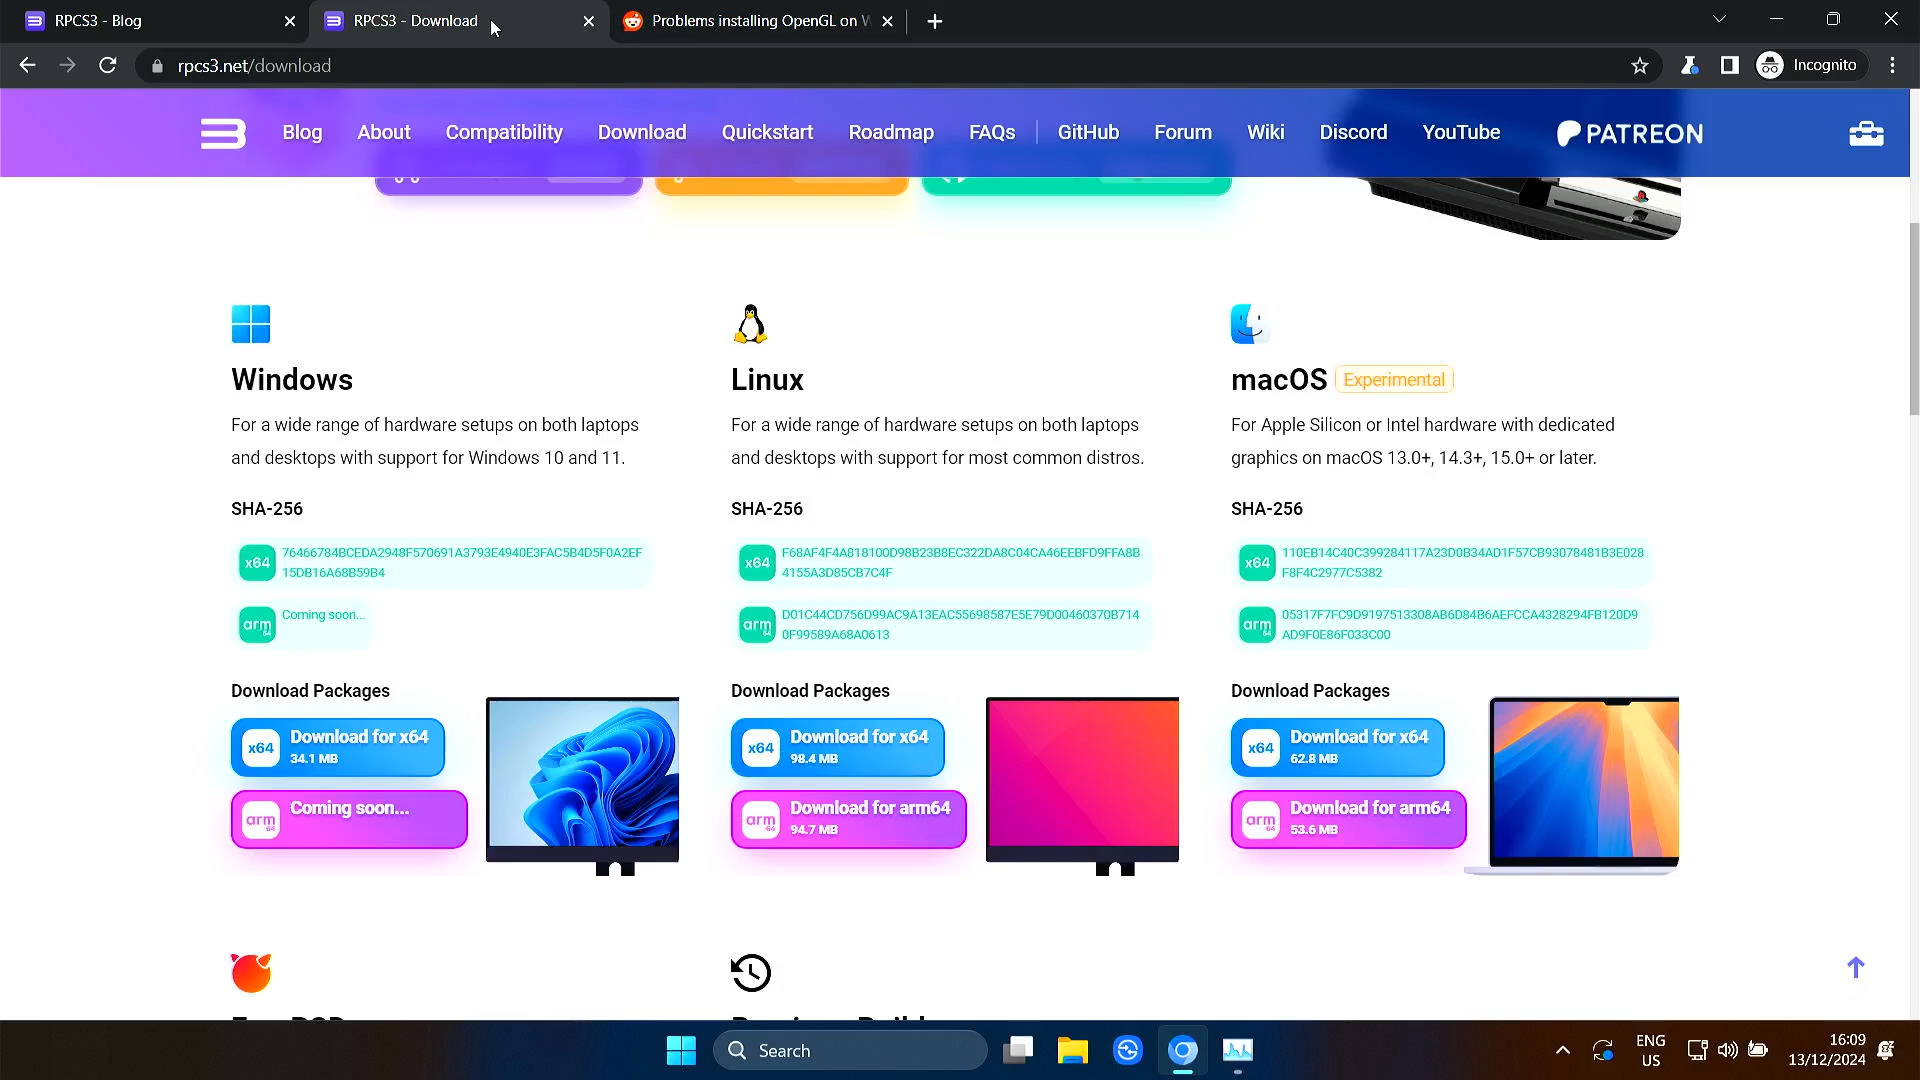 RPCS3 - Blog
RPCS3 - Download
Problems installing OpenGL on W
rpcs3.net/download
Incognito
Blog
About
Compatibility
Download
Quickstart
Roadmap
FAQs
GitHub
Forum
Wiki
Discord
YouTube
PATREON
Windows
For a wide range of hardware setups on both laptops
and desktops with support for Windows 10 and 11.
SHA-256
x64
76466784BCEDA2948F570691A3793E4940E3FAC5B4D5F0A2EF
15DB16A68B59B4
arm
64
Coming soon...
Download Packages
x64
Download for x64
34.1 MB
arm
64
Coming soon...
Linux
For a wide range of hardware setups on both laptops
and desktops with support for most common distros.
SHA-256
x64
F68AF4F4A818100D98B23B8EC322DA8C04CA46EEBFD9FFA8B
4155A3D85CB7C4F
arm
64
D01C44CD756D99AC9A13EAC55698587E5E79D00460370B714
0F99589A68A0613
Download Packages
x64
Download for x64
98.4 MB
arm
64
Download for arm64
94.7 MB
macOS
Experimental
For Apple Silicon or Intel hardware with dedicated
graphics on macOS 13.0+, 14.3+, 15.0+ or later.
SHA-256
x64
110EB14C40C399284117A23D0B34AD1F57CB93078481B3E028
F8F4C2977C5382
arm
64
05317F7FC9D9197513308AB6D84B6AEFCCA4328294FB120D9
AD9F0E86F033C00
Download Packages
x64
Download for x64
62.8 MB
arm
64
Download for arm64
53.6 MB
Search
ENG
US
16:09
13/12/2024